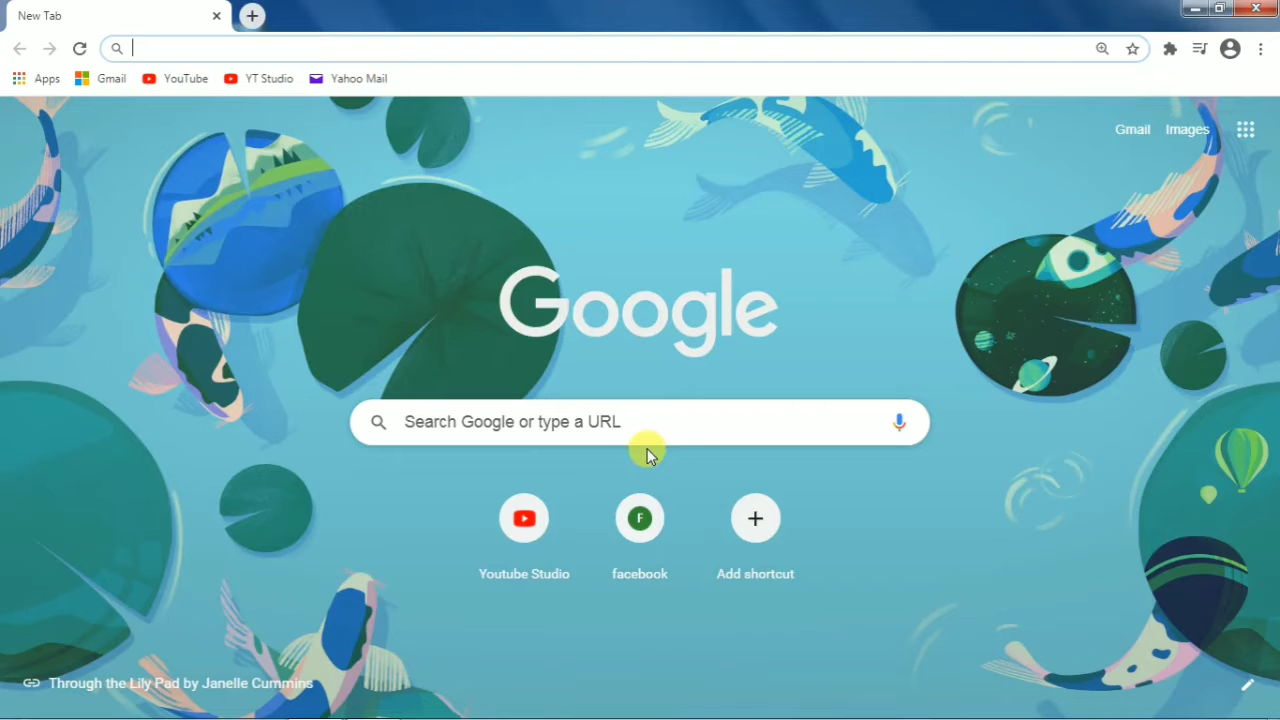 New Tab
Apps Gmail YouTube YT Studio Yahoo Mail
Gmail Images
Google
Search Google or type a URL
F
Youtube Studio facebook Add shortcut
Through the Lily Pad by Janelle Cummins